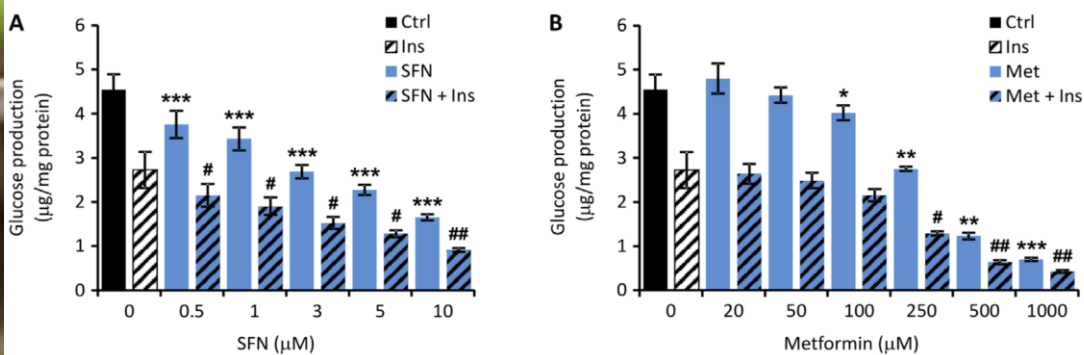 A
Ctrl
Ins
SFN
SFN + Ins
Glucose production
(μg/mg protein)
6
5
4
3
2
1
0
***
***
***
***
***
#
#
#
#
##
0 0.5 1 3 5 10
SFN (μM)
B
Ctrl
Ins
Met
Met + Ins
Glucose production
(μg/mg protein)
6
5
4
3
2
1
0
*
**
#
**
##
***
##
0 20 50 100 250 500 1000
Metformin (μM)